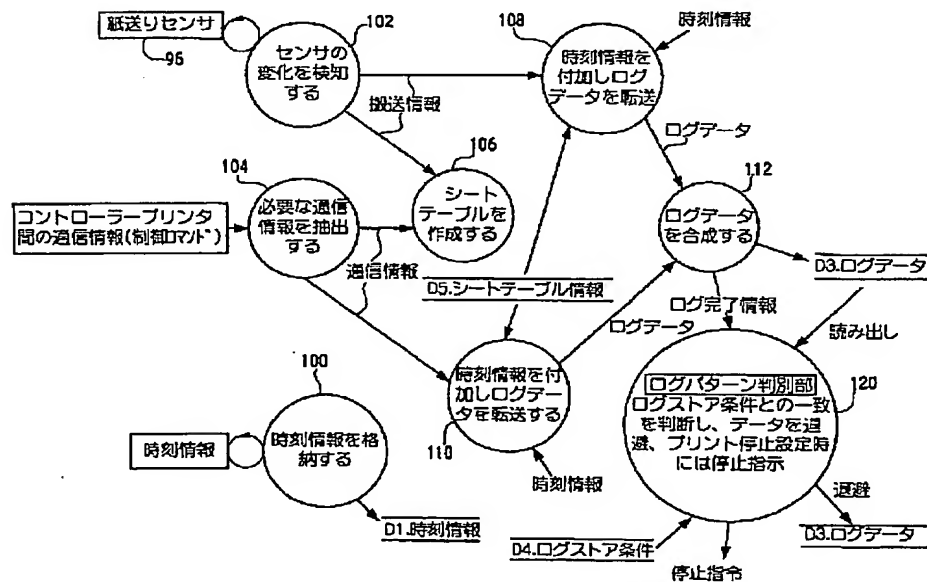 紙送りセンサ
96
102
センサの
変化を検知
する
108
時刻情報
時刻情報を
付加しログ
データを転送
搬送情報
ログデータ
106
シート
テーブルを
作成する
112
ログデータ
を合成する
104
必要な通信
情報を抽出
する
コントローラープリンタ
間の通信情報(制御コマンド)
通信情報
D5.シートテーブル情報
D3.ログデータ
ログ完了情報
ログデータ
読み出し
100
時刻情報を格
納する
時刻情報
D1.時刻情報
時刻情報を付
加しログデータ
を転送する
110
時刻情報
120
ログパターン判別部
ログストア条件との一致
を判断し、データを退
避、プリント停止設定時
には停止指示
退避
D3.ログデータ
D4.ログストア条件
停止指令